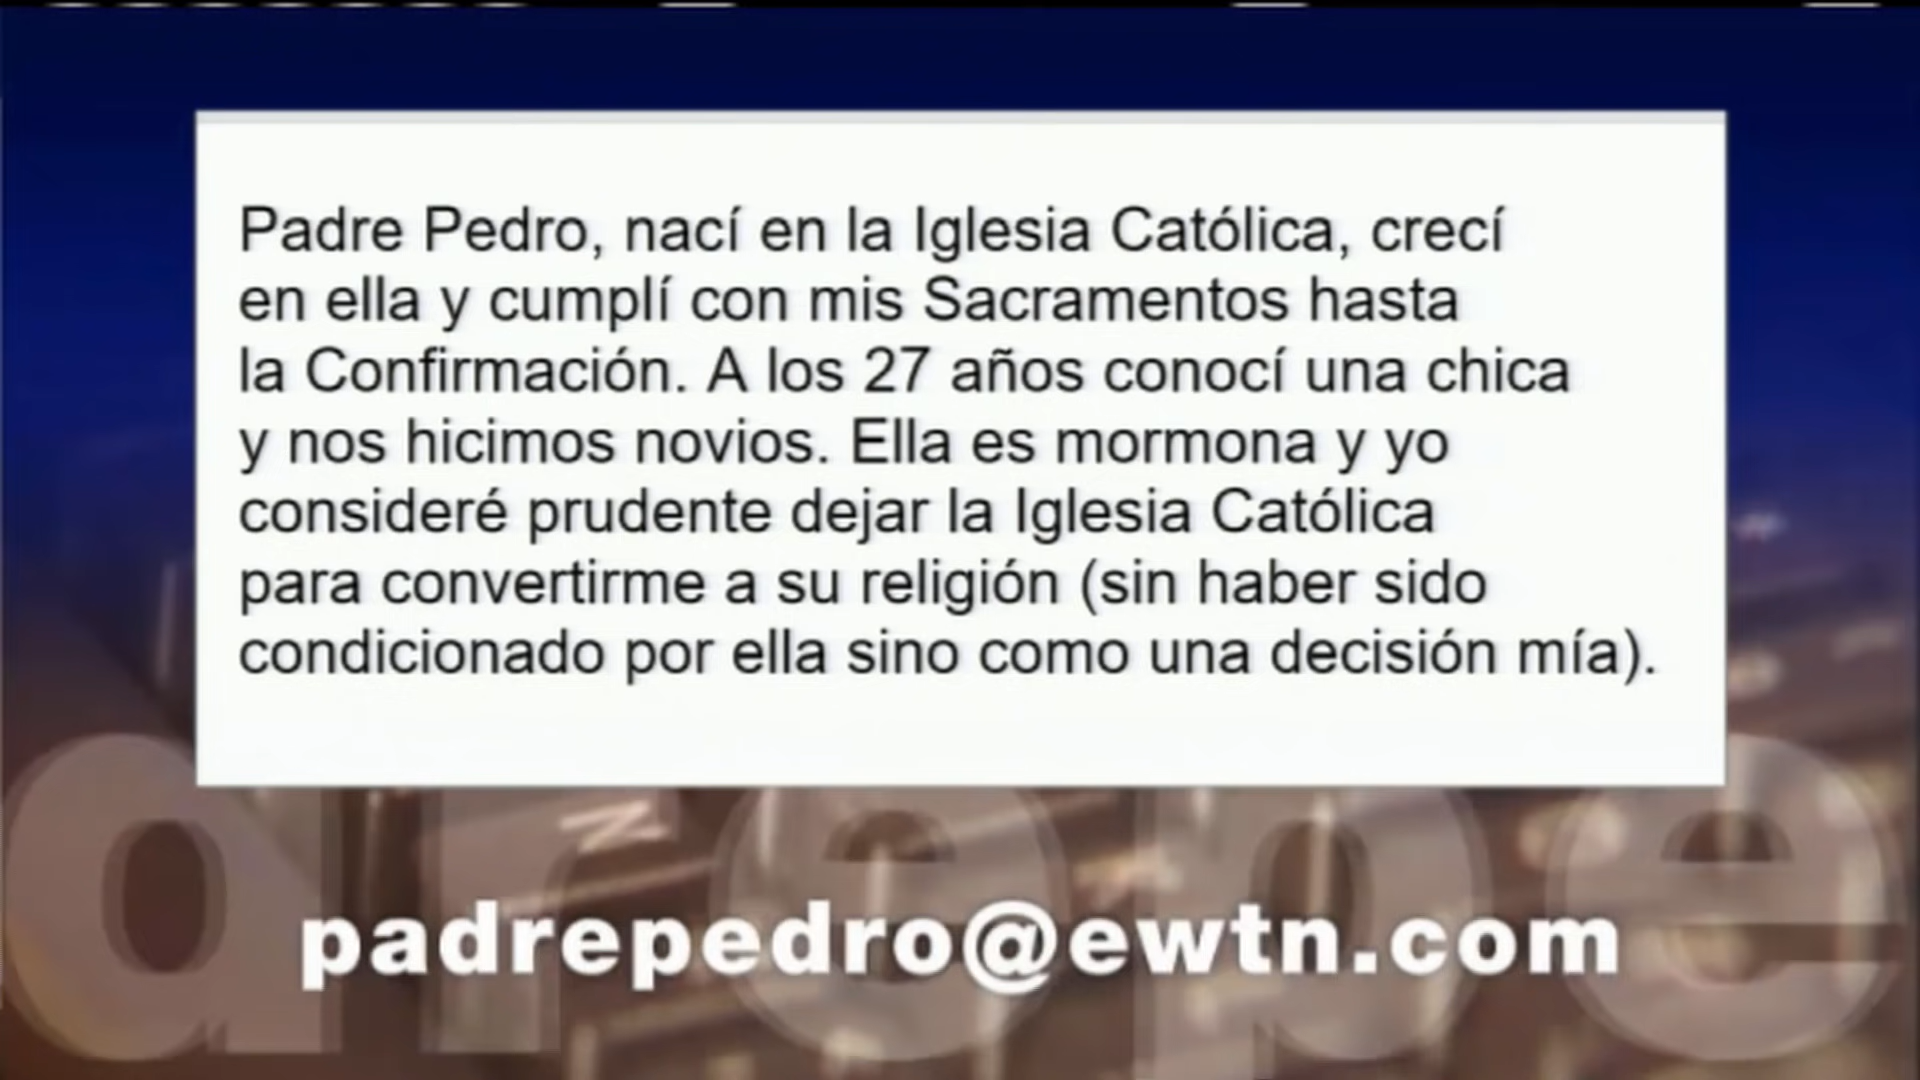 Padre Pedro, nací en la Iglesia Católica, crecí
en ella y cumplí con mis Sacramentos hasta
la Confirmación. A los 27 años conocí una chica
y nos hicimos novios. Ella es mormona y yo
consideré prudente dejar la Iglesia Católica
para convertirme a su religión (sin haber sido
condicionado por ella sino como una decisión mía).
padrepedro@ewtn.com
drepe